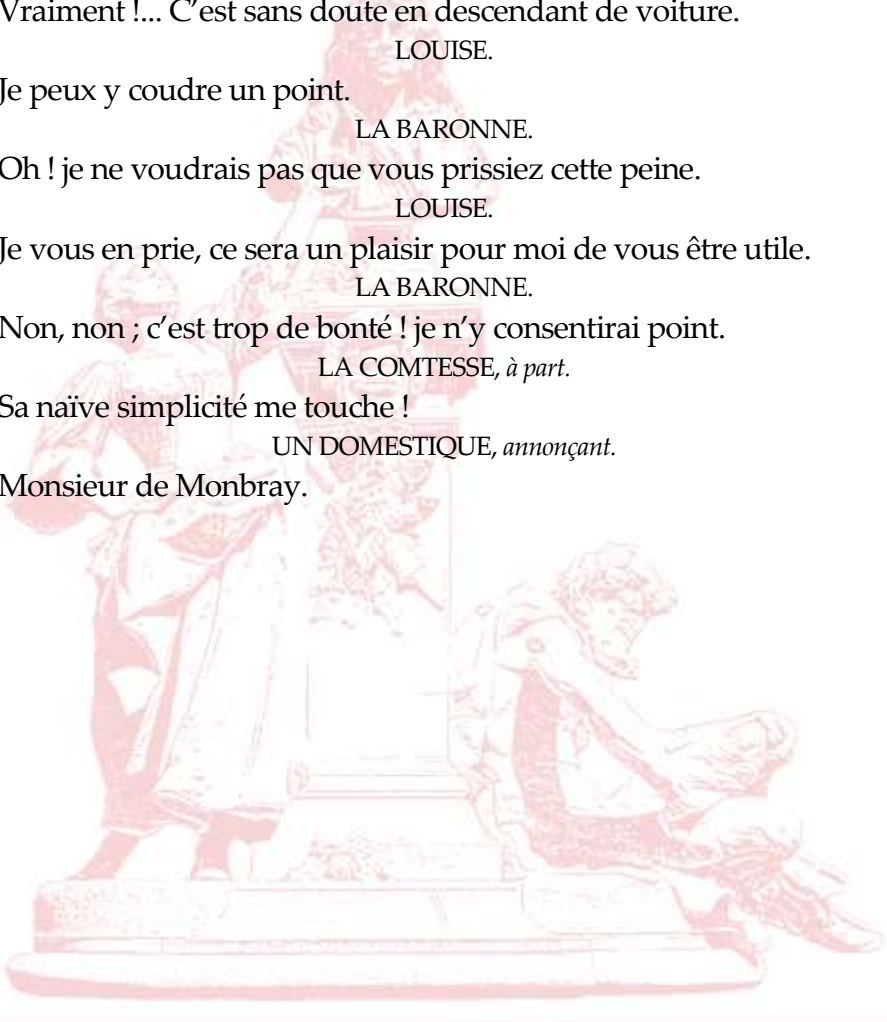 Vraiment !... C’est sans doute en descendant de voiture.
LOUISE.
Je peux y coudre un point.
LA BARONNE.
Oh ! je ne voudrais pas que vous prissiez cette peine.
LOUISE.
Je vous en prie, ce sera un plaisir pour moi de vous être utile.
LA BARONNE.
Non, non ; c’est trop de bonté ! je n’y consentirai point.
LA COMTESSE, à part.
Sa naïve simplicité me touche !
UN DOMESTIQUE, annonçant.
Monsieur de Monbray.